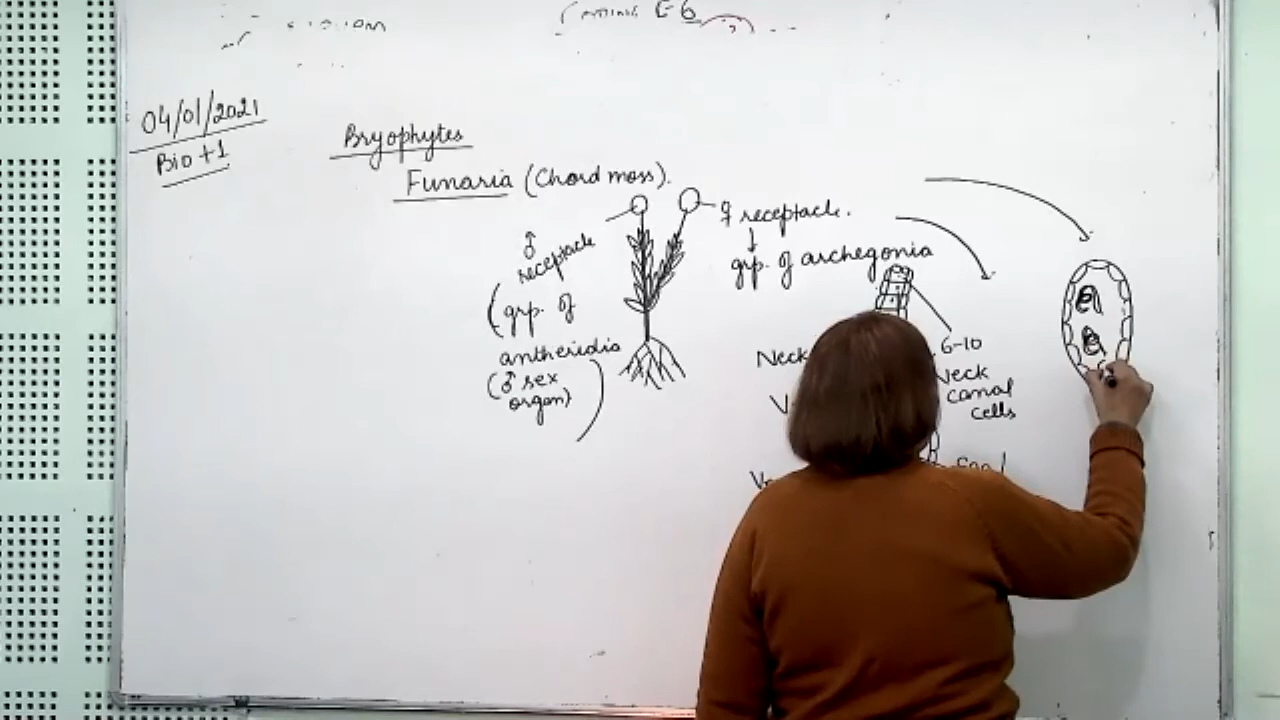 E6
04/01/2021
Bio +1
Bryophytes
Funaria (Chord moss).
♂
receptacle
(grp. of
antheridia
(♂ sex
organ)
)
♀ receptacle.
↓
grp. of archegonia
Neck
6-10
Neck
canal
cells